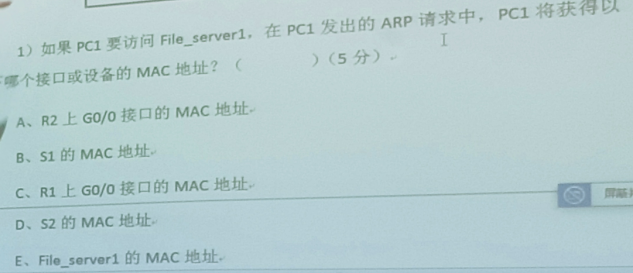 1）如果 PC1 要访问 File_server1，在 PC1 发出的 ARP 请求中，PC1 将获得以
哪个接口或设备的 MAC 地址？（ ）（5 分）
A、R2 上 G0/0 接口的 MAC 地址
B、S1 的 MAC 地址
C、R1 上 G0/0 接口的 MAC 地址
D、S2 的 MAC 地址
E、File_server1 的 MAC 地址